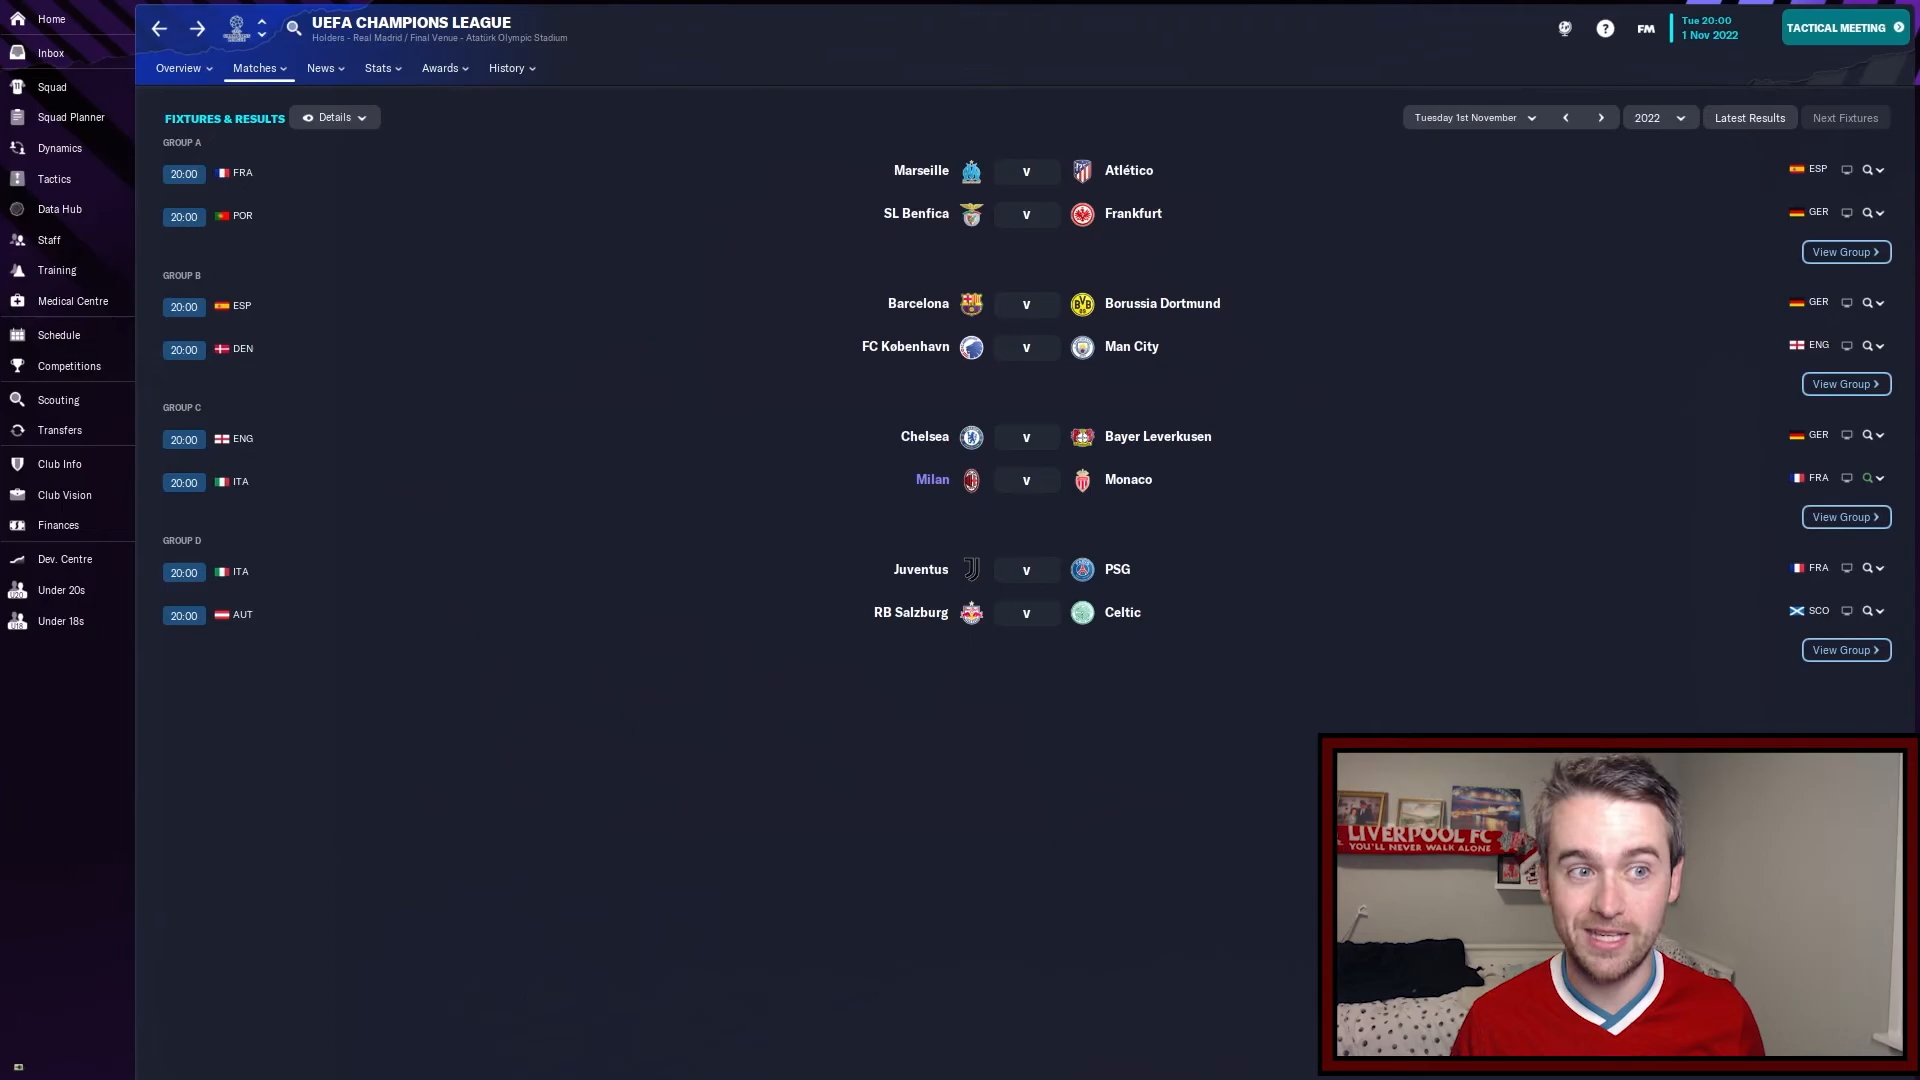 Home
Inbox
Squad
Squad Planner
Dynamics
Tactics
Data Hub
Staff
Training
Medical Centre
Schedule
Competitions
Scouting
Transfers
Club Info
Club Vision
Finances
Dev. Centre
Under 20s
Under 18s
UEFA CHAMPIONS LEAGUE
Holders - Real Madrid / Final Venue - Atatürk Olympic Stadium
FM
Tue 20:00
1 Nov 2022
TACTICAL MEETING
Overview Matches News Stats Awards History
FIXTURES & RESULTS Details
Tuesday 1st November 2022 Latest Results Next Fixtures
GROUP A
20:00 FRA Marseille v Atlético ESP
20:00 POR SL Benfica v Frankfurt GER
View Group
GROUP B
20:00 ESP Barcelona v Borussia Dortmund GER
20:00 DEN FC København v Man City ENG
View Group
GROUP C
20:00 ENG Chelsea v Bayer Leverkusen GER
20:00 ITA Milan v Monaco FRA
View Group
GROUP D
20:00 ITA Juventus v PSG FRA
20:00 AUT RB Salzburg v Celtic SCO
View Group
LIVERPOOL FC
YOU'LL NEVER WALK ALONE